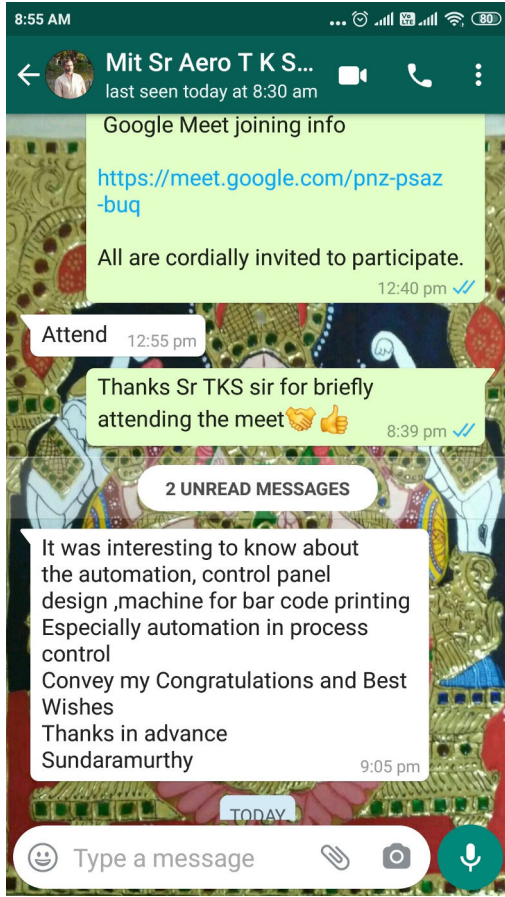 8:55 AM
Vo LTE
80
Mit Sr Aero T K S...
last seen today at 8:30 am
Google Meet joining info
https://meet.google.com/pnz-psaz
-buq
All are cordially invited to participate.
12:40 pm
Attend 12:55 pm
Thanks Sr TKS sir for briefly
attending the meet🤝👍
8:39 pm
2 UNREAD MESSAGES
It was interesting to know about
the automation, control panel
design ,machine for bar code printing
Especially automation in process
control
Convey my Congratulations and Best
Wishes
Thanks in advance
Sundaramurthy
9:05 pm
TODAY
Type a message